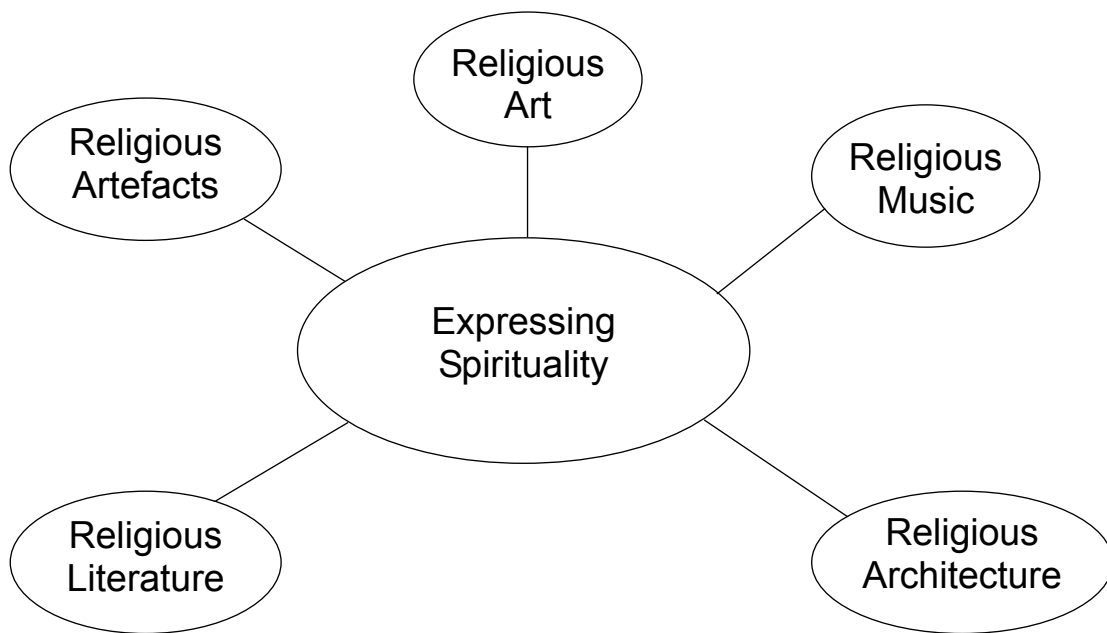 Religious
Art
Religious
Artefacts
Religious
Music
Expressing
Spirituality
Religious
Literature
Religious
Architecture